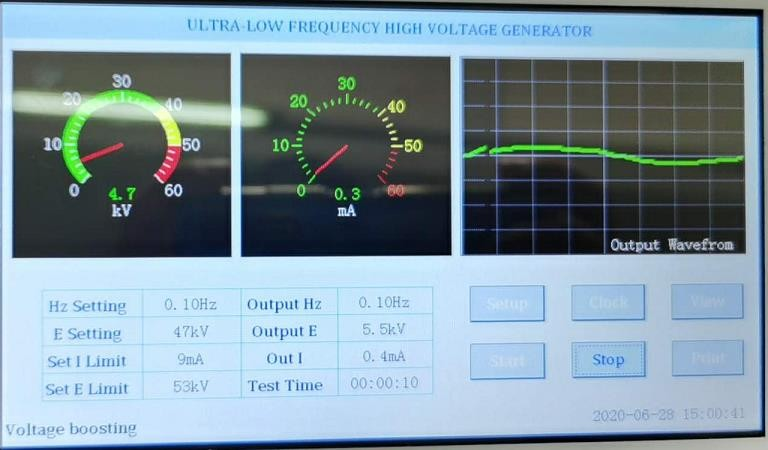 ULTRA-LOW FREQUENCY HIGH VOLTAGE GENERATOR
0 10 20 30 40 50 60
4.7
kV
0 10 20 30 40 50 60
0.3
mA
Output Wavefrom
Hz Setting 0.10Hz Output Hz 0.10Hz
E Setting 47kV Output E 5.5kV
Set I Limit 9mA Out I 0.4mA
Set E Limit 53kV Test Time 00:00:10
Setup Clock View
Start Stop Print
2020-06-28 15:00:41
Voltage boosting